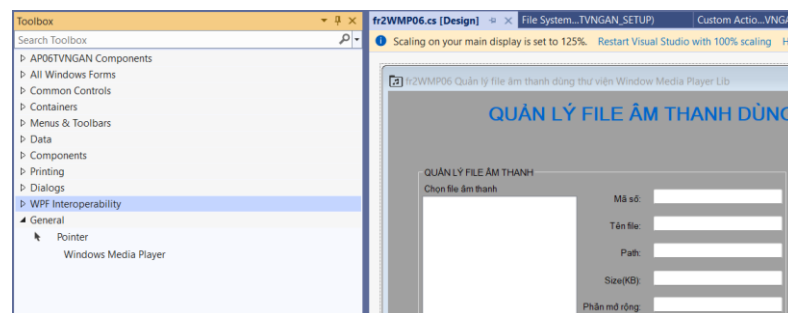 Toolbox
Search Toolbox
AP06TVNGAN Components
All Windows Forms
Common Controls
Containers
Menus & Toolbars
Data
Components
Printing
Dialogs
WPF Interoperability
General
Pointer
Windows Media Player
fr2WMP06.cs [Design] File System...TVNGAN_SETUP) Custom Actio...VNGA
Scaling on your main display is set to 125%. Restart Visual Studio with 100% scaling H
fr2WMP06 Quản lý file âm thanh dùng thư viện Window Media Player Lib
QUẢN LÝ FILE ÂM THANH DÙNG
QUẢN LÝ FILE ÂM THANH
Chọn file âm thanh
Mã số:
Tên file:
Path:
Size(KB):
Phần mở rộng: